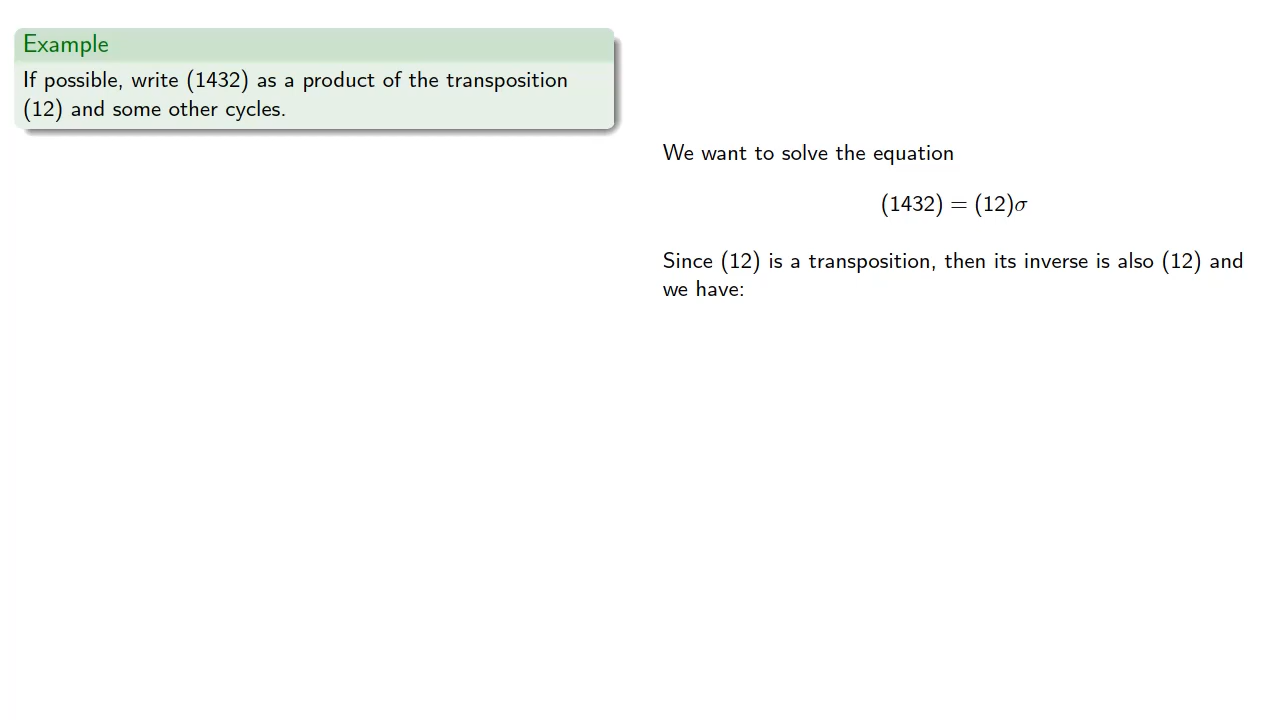 Example
If possible, write (1432) as a product of the transposition
(12) and some other cycles.
We want to solve the equation
(1432) = (12)σ
Since (12) is a transposition, then its inverse is also (12) and
we have: